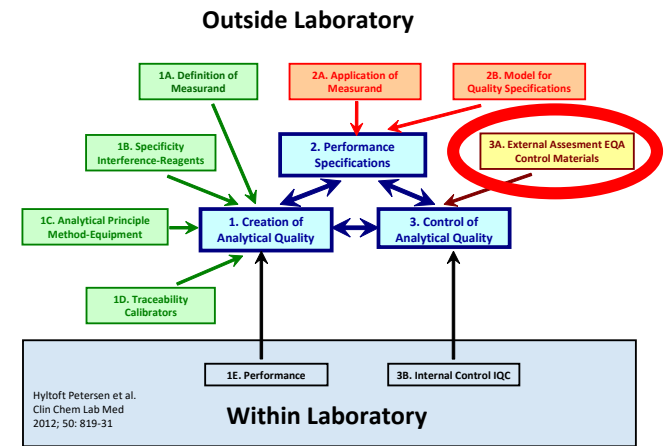 Outside Laboratory
1A. Definition of
Measurand
2A. Application of
Measurand
2B. Model for
Quality Specifications
1B. Specificity
Interference-Reagents
2. Performance
Specifications
3A. External Assesment EQA
Control Materials
1C. Analytical Principle
Method-Equipment
1. Creation of
Analytical Quality
3. Control of
Analytical Quality
1D. Traceability
Calibrators
1E. Performance
3B. Internal Control IQC
Hyltoft Petersen et al.
Clin Chem Lab Med
2012; 50: 819-31
Within Laboratory